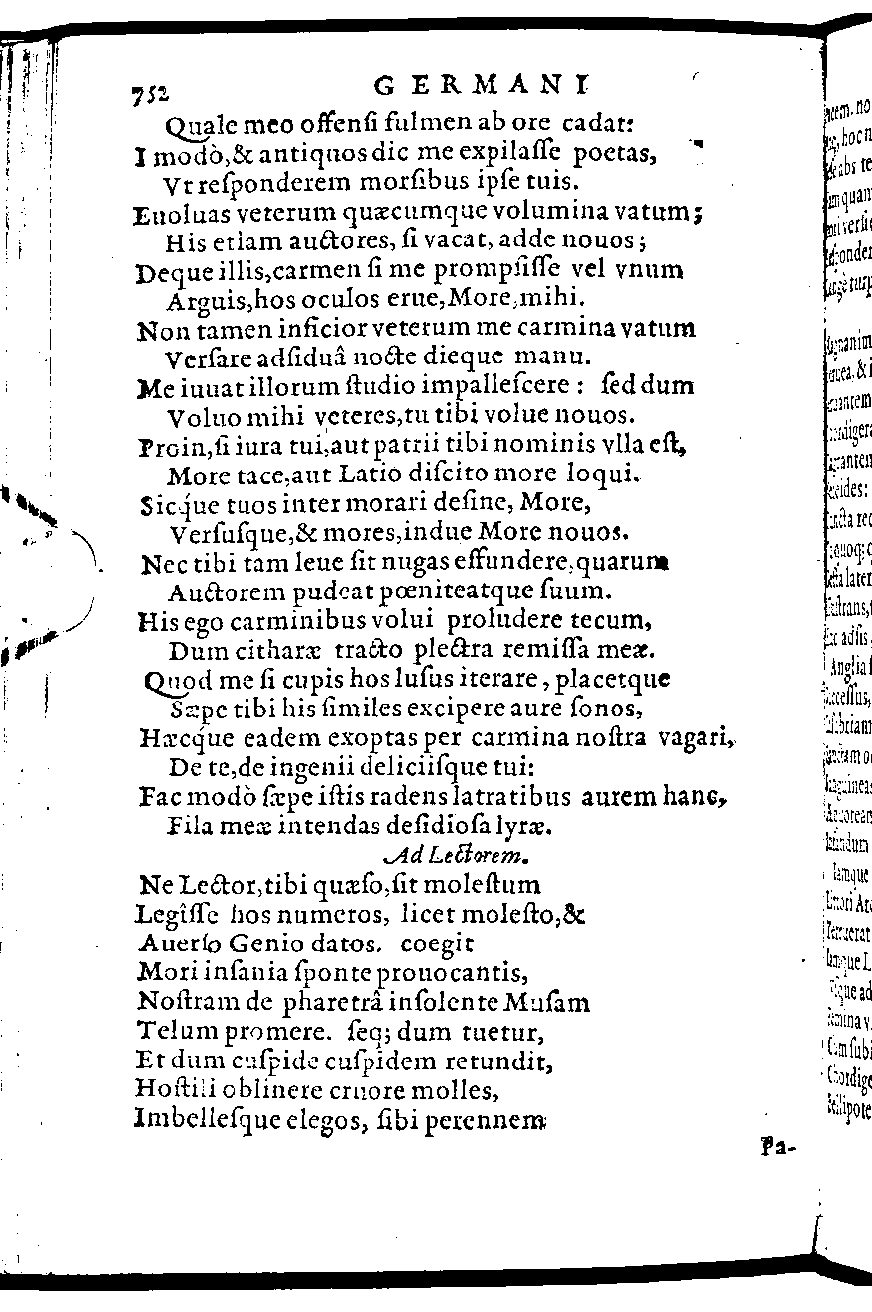 752 GERMANI
Quale meo offenſi fulmen ab ore cadat:
I modò,& antiquos dic me expilaſſe poetas,
Vt reſponderem morſibus ipſe tuis.
Euoluas veterum quæcumque volumina vatum;
His etiam auctores, ſi vacat, adde nouos;
Deque illis,carmen ſi me prompſiſſe vel vnum
Arguis,hos oculos erue,More,mihi.
Non tamen inficior veterum me carmina vatum
Verſare adſiduâ nocte dieque manu.
Me iuuat illorum ſtudio impalleſcere : ſed dum
Voluo mihi veteres,tu tibi volue nouos.
Proin,ſi iura tui,aut patrii tibi nominis vlla eſt,
More tace,aut Latio diſcito more loqui.
Sicq́ue tuos inter morari deſine, More,
Verſuſque,& mores,indue More nouos.
Nec tibi tam leue ſit nugas effundere,quarum
Auctorem pudeat pœniteatque ſuum.
His ego carminibus volui proludere tecum,
Dum citharæ tracto plectra remiſſa meæ.
Quod me ſi cupis hos luſus iterare, placetque
Sæpe tibi his ſimiles excipere aure ſonos,
Hæcq́ue eadem exoptas per carmina noſtra vagari,
De te,de ingenii deliciiſque tui:
Fac modò ſæpe iſtis radens latratibus aurem hanc,
Fila meæ intendas deſidioſa lyræ.
Ad Lectorem.
Ne Lector,tibi quæſo,ſit moleſtum
Legîſſe hos numeros, licet moleſto,&
Auerſo Genio datos. coegit
Mori inſania ſponte prouocantis,
Noſtram de pharetrâ inſolente Muſam
Telum promere. ſeq; dum tuetur,
Et dum cuſpide cuſpidem retundit,
Hoſtili oblinere cruore molles,
Imbelleſque elegos, ſibi perennem
Pa-